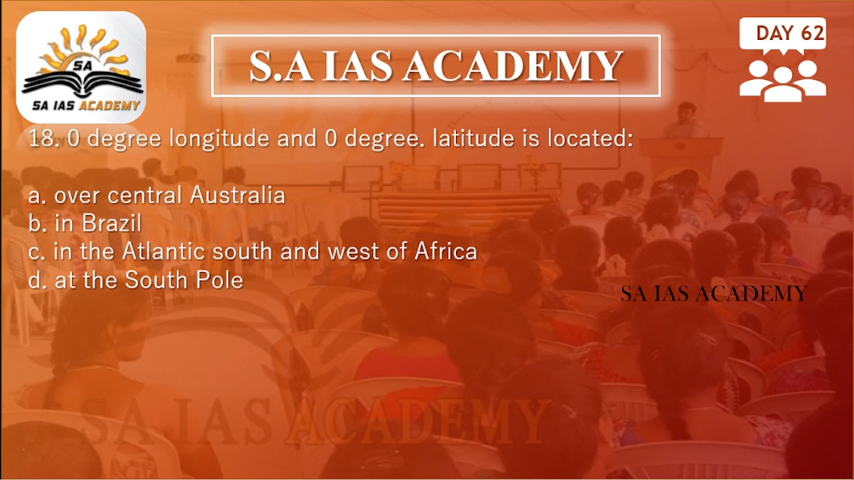 SA
SA IAS ACADEMY
S.A IAS ACADEMY
DAY 62
18. 0 degree longitude and 0 degree. latitude is located:
a. over central Australia
b. in Brazil
c. in the Atlantic south and west of Africa
d. at the South Pole
SA IAS ACADEMY
SA IAS ACADEMY